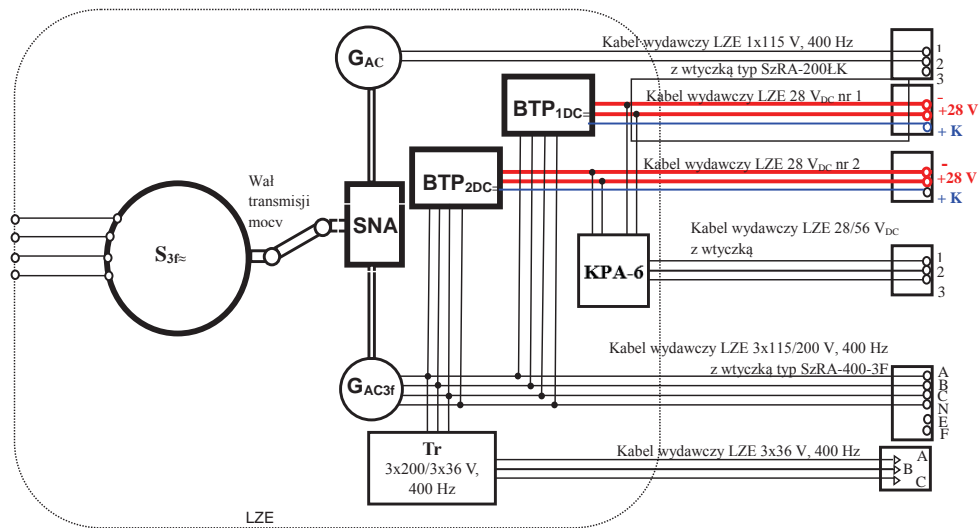 Kabel wydawczy LZE 1x115 V, 400 Hz
z wtyczką typ SzRA-200ŁK
1
2
3
GAC
BTP1DC=
Kabel wydawczy LZE 28 VDC nr 1
-
+28 V
+ K
BTP2DC=
Kabel wydawczy LZE 28 VDC nr 2
-
+28 V
+ K
Wał
transmisji
mocv
SNA
S3f≈
Kabel wydawczy LZE 28/56 VDC
z wtyczką
KPA-6
1
2
3
Kabel wydawczy LZE 3x115/200 V, 400 Hz
z wtyczką typ SzRA-400-3F
GAC3f
A
B
C
N
E
F
Tr
3x200/3x36 V,
400 Hz
Kabel wydawczy LZE 3x36 V, 400 Hz
A
B
C
LZE